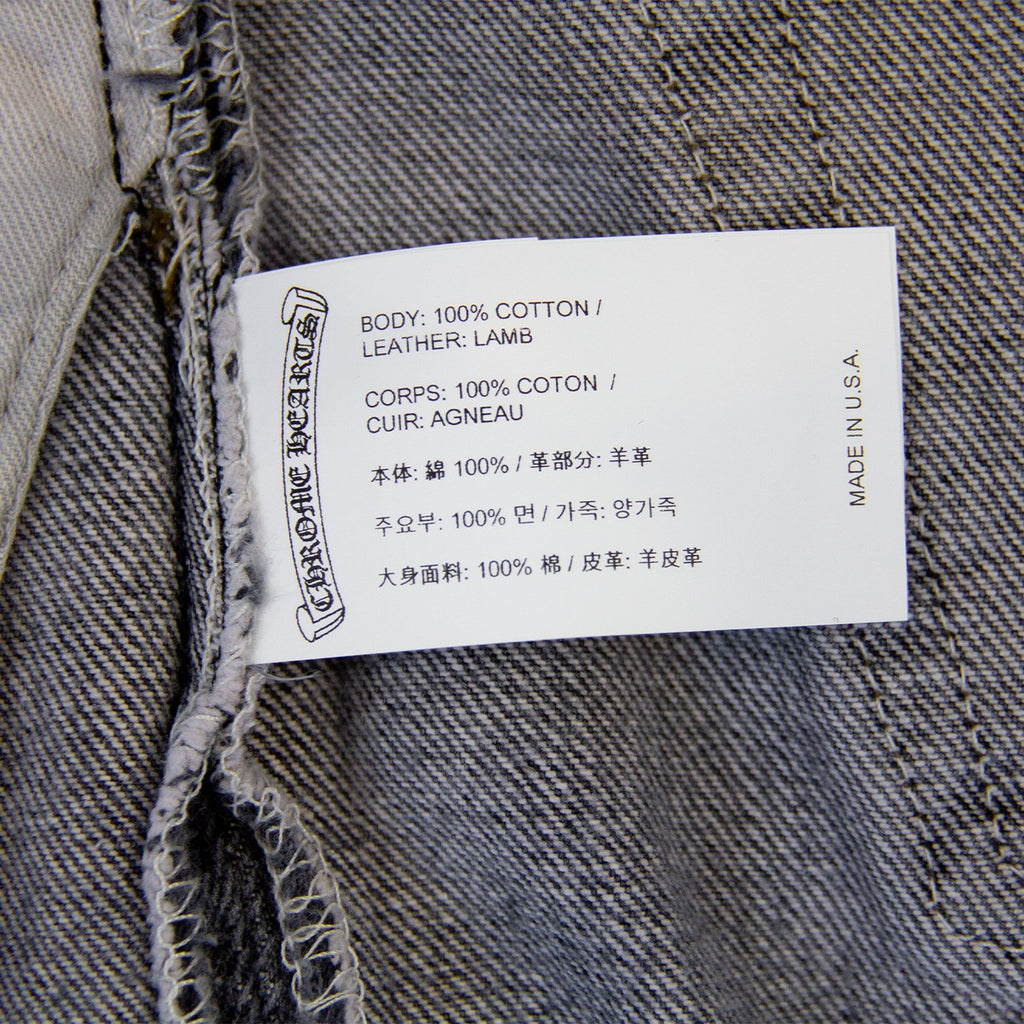 CHROME HEARTS
BODY: 100% COTTON /
LEATHER: LAMB
CORPS: 100% COTON /
CUIR: AGNEAU
本体: 綿 100% / 革部分: 羊革
주요부: 100% 면 / 가죽: 양가죽
大身面料: 100% 棉 / 皮革: 羊皮革
MADE IN U.S.A.